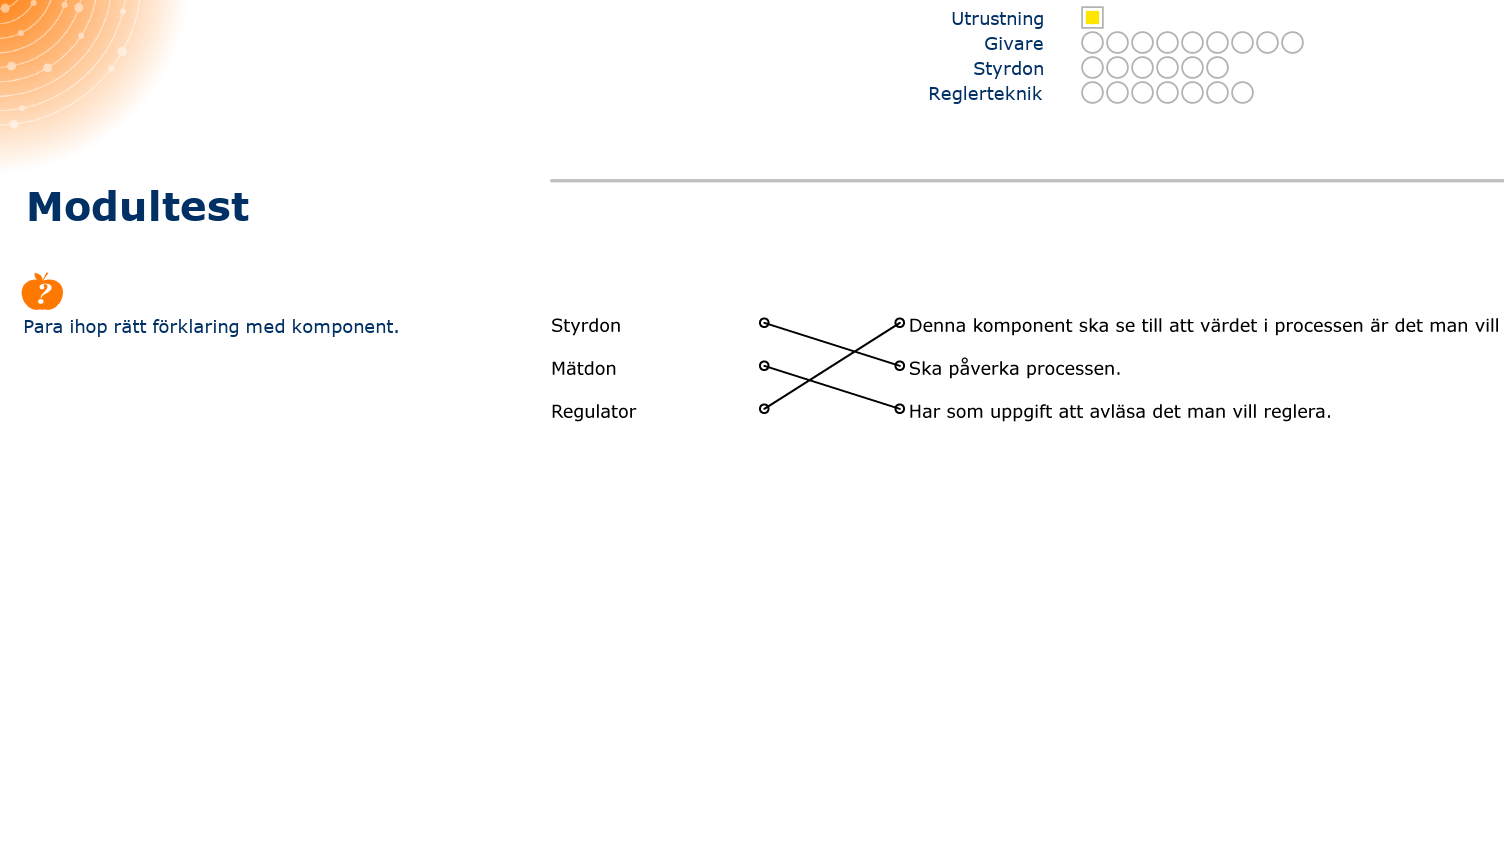 Utrustning
Givare
Styrdon
Reglerteknik
Modultest
?
Para ihop rätt förklaring med komponent.
Styrdon
Denna komponent ska se till att värdet i processen är det man vill
Mätdon
Ska påverka processen.
Regulator
Har som uppgift att avläsa det man vill reglera.